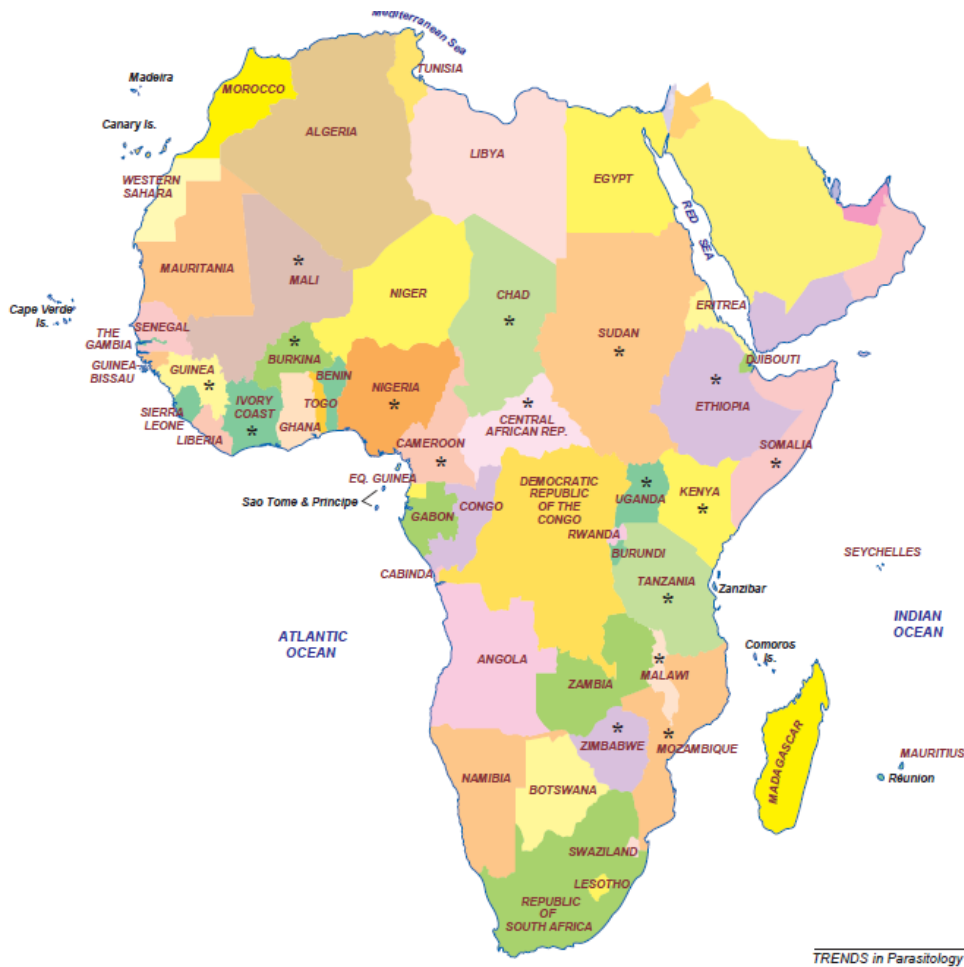 Mediterranean Sea
TUNISIA
Madeira
MOROCCO
Canary Is.
ALGERIA
LIBYA
EGYPT
WESTERN
SAHARA
RED SEA
MAURITANIA
*
MALI
NIGER
CHAD
*
Cape Verde
Is.
SENEGAL
THE
GAMBIA
ERITREA
SUDAN
*
GUINEA-
BISSAU
GUINEA
*
*
BURKINA
BENIN
DJIBOUTI
*
ETHIOPIA
NIGERIA
*
IVORY
COAST
*
TOGO
GHANA
SIERRA
LEONE
LIBERIA
*
CENTRAL
AFRICAN REP.
CAMEROON
*
SOMALIA
*
EQ. GUINEA
Sao Tome & Principe
GABON
CONGO
DEMOCRATIC
REPUBLIC
OF THE
CONGO
*
UGANDA
KENYA
*
RWANDA
BURUNDI
CABINDA
TANZANIA
*
Zanzibar
SEYCHELLES
INDIAN
OCEAN
ATLANTIC
OCEAN
Comoros
Is.
ANGOLA
*
MALAWI
ZAMBIA
*
ZIMBABWE
*
MOZAMBIQUE
MADAGASCAR
MAURITIUS
Réunion
NAMIBIA
BOTSWANA
SWAZILAND
LESOTHO
REPUBLIC
OF
SOUTH AFRICA
TRENDS in Parasitology